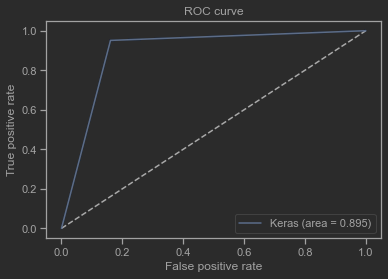 ROC curve
True positive rate
1.0
0.8
0.6
0.4
0.2
0.0
Keras (area = 0.895)
0.0 0.2 0.4 0.6 0.8 1.0
False positive rate